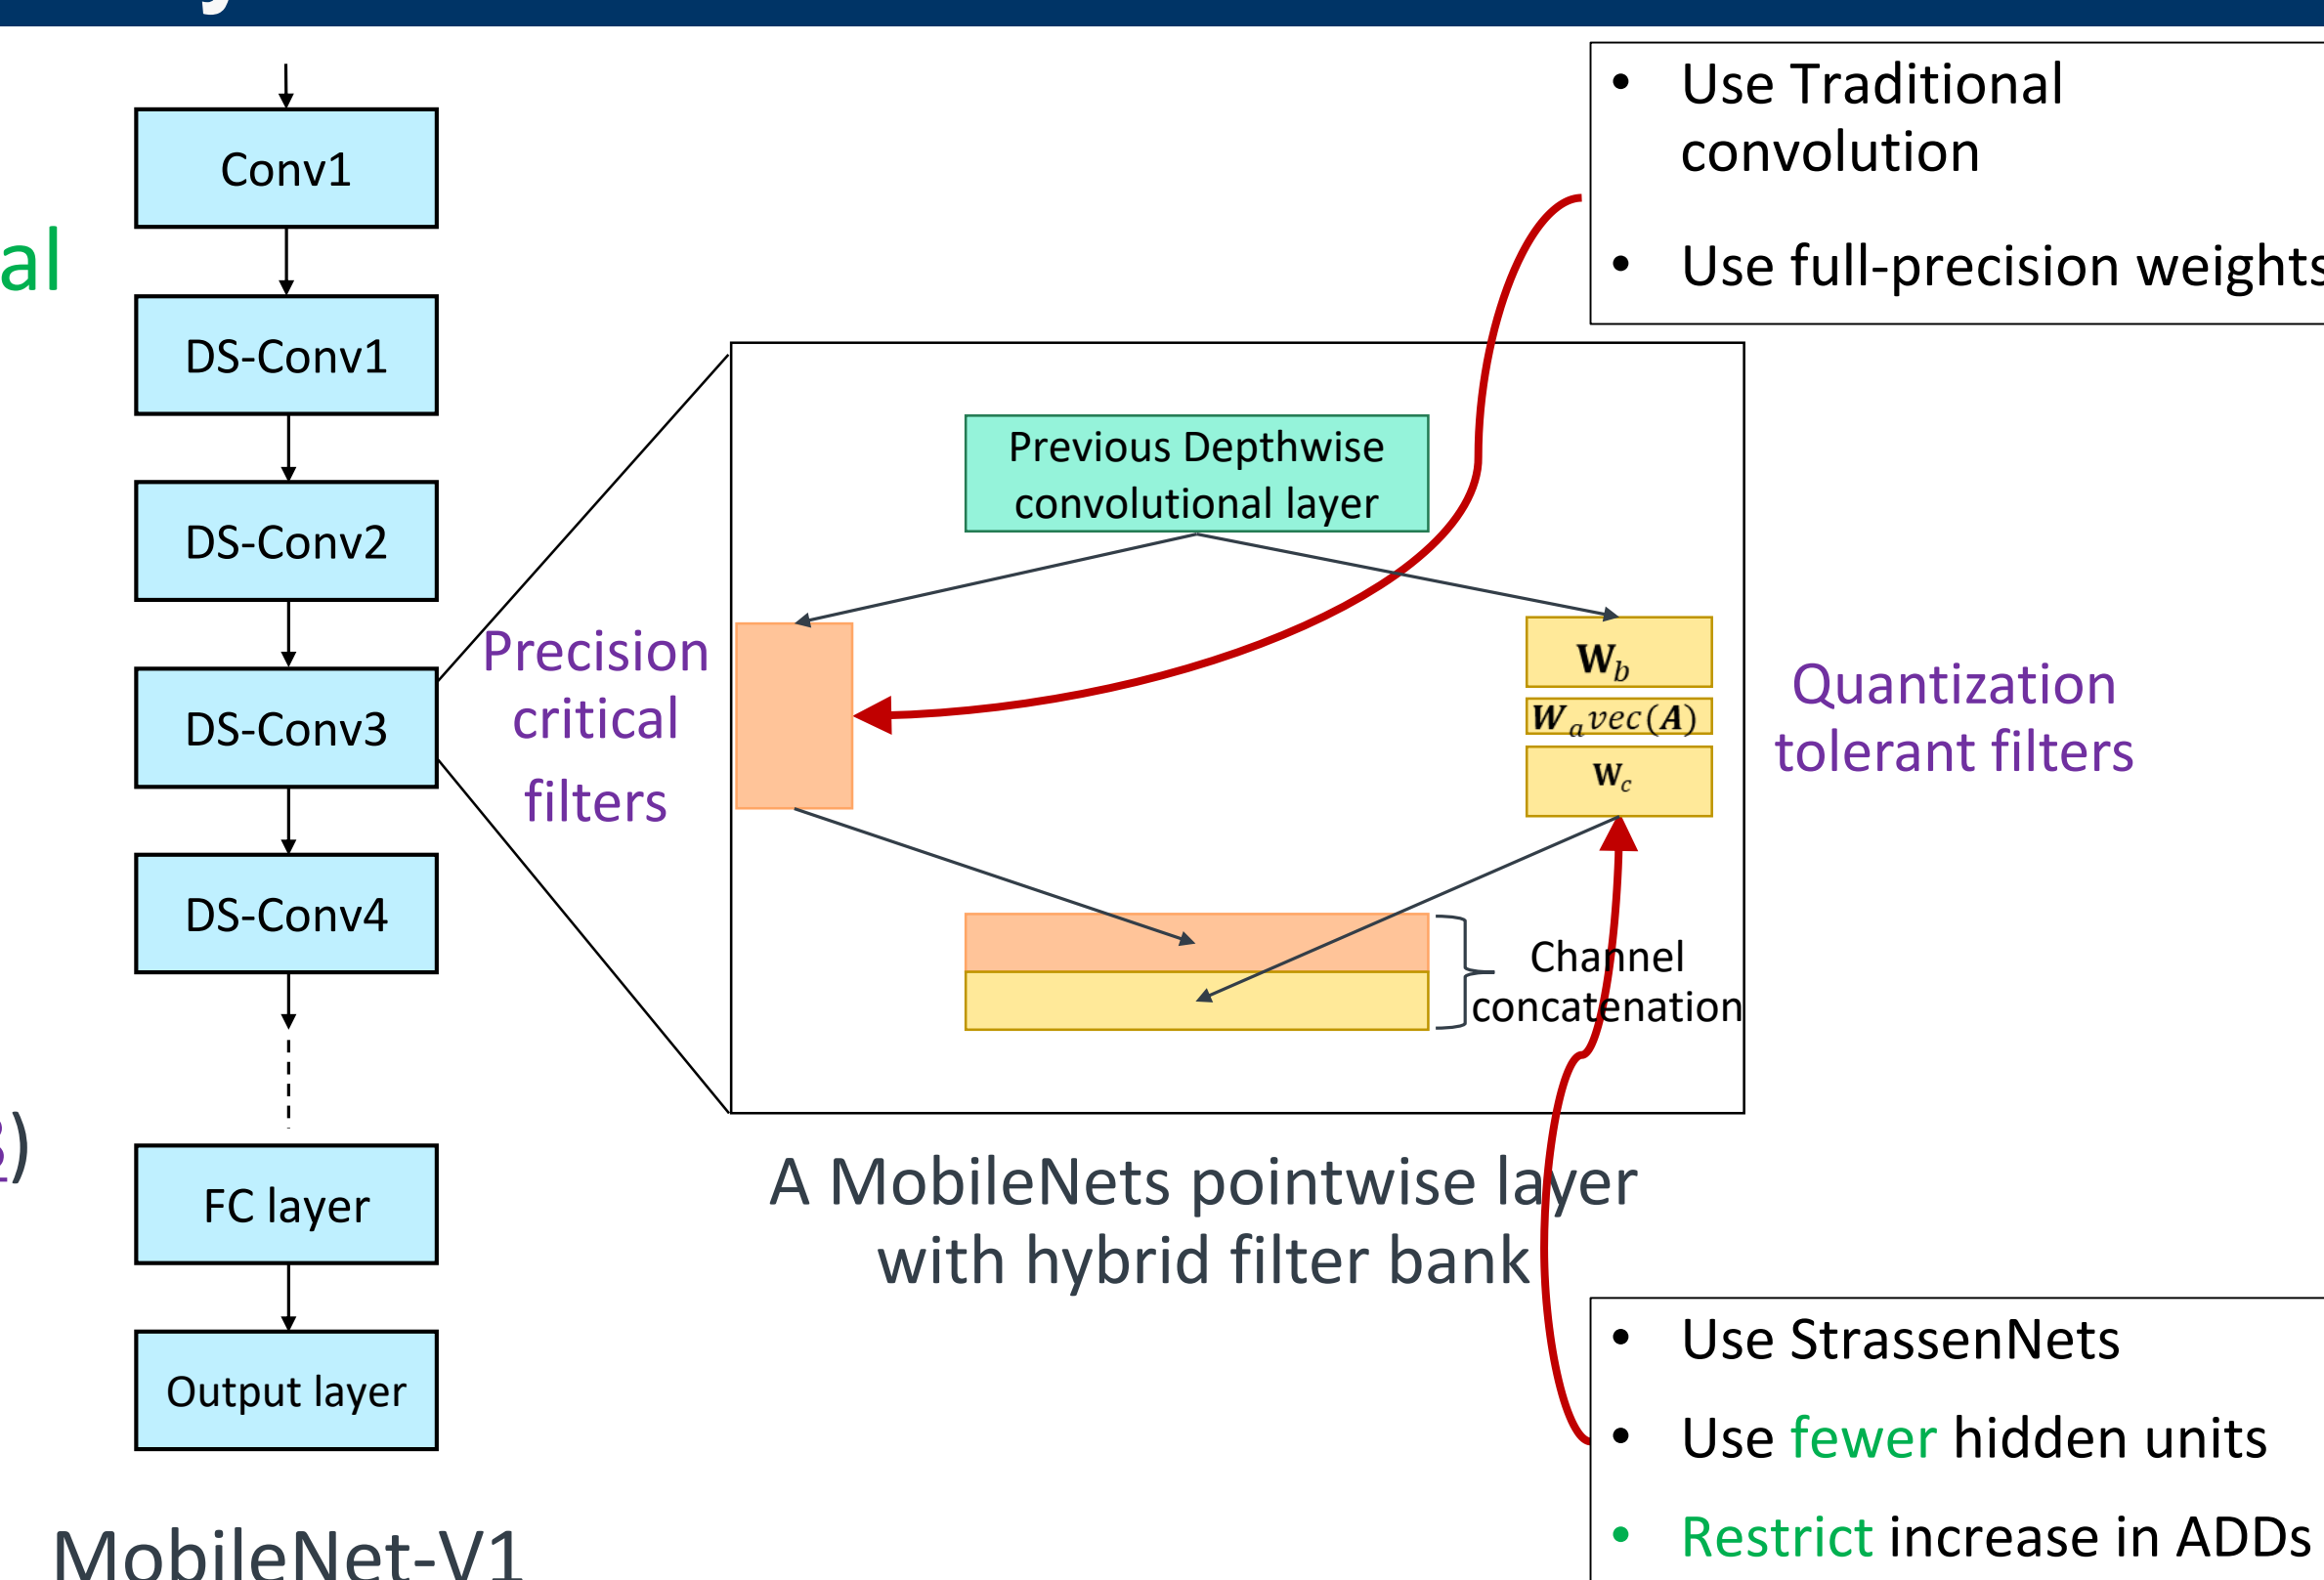 al
)
Conv1
DS-Conv1
DS-Conv2
DS-Conv3
DS-Conv4
FC layer
Output layer
MobileNet-V1
Precision
critical
filters
Previous Depthwise
convolutional layer
W_b
W_a vec(A)
W_c
Channel
concatenation
Quantization
tolerant filters
A MobileNets pointwise layer
with hybrid filter bank
• Use Traditional
convolution
• Use full-precision weights
• Use StrassenNets
• Use fewer hidden units
• Restrict increase in ADDs